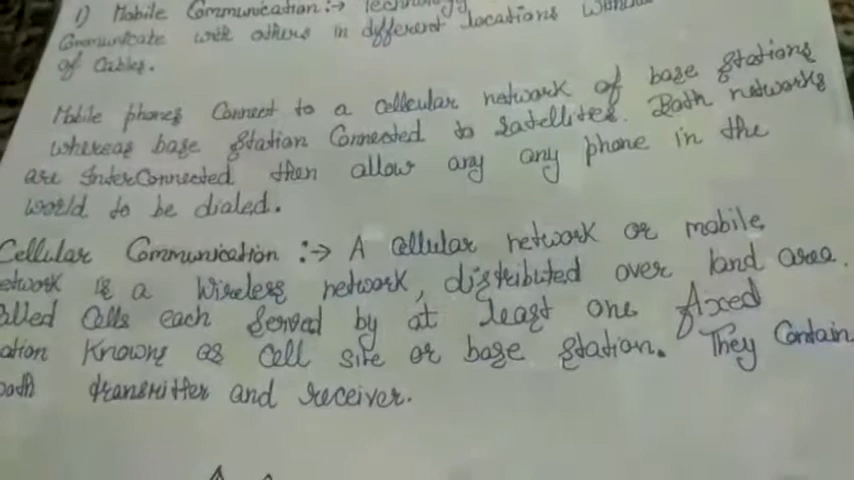 1) Mobile Communication :→ Technology
Communicate with others in different locations without
of Cables.
Mobile phones Connect to a cellular network of base stations
whereas base station Connected to satellites. Both networks
are InterConnected then allow any any phone in the
world to be dialed.
Cellular Communication :→ A cellular network or mobile
etwork is a wireless network, distributed over land area.
alled Cells each served by at least one fixed
ation Knowns as cell site or base station. They Contain
both transmitter and receiver.